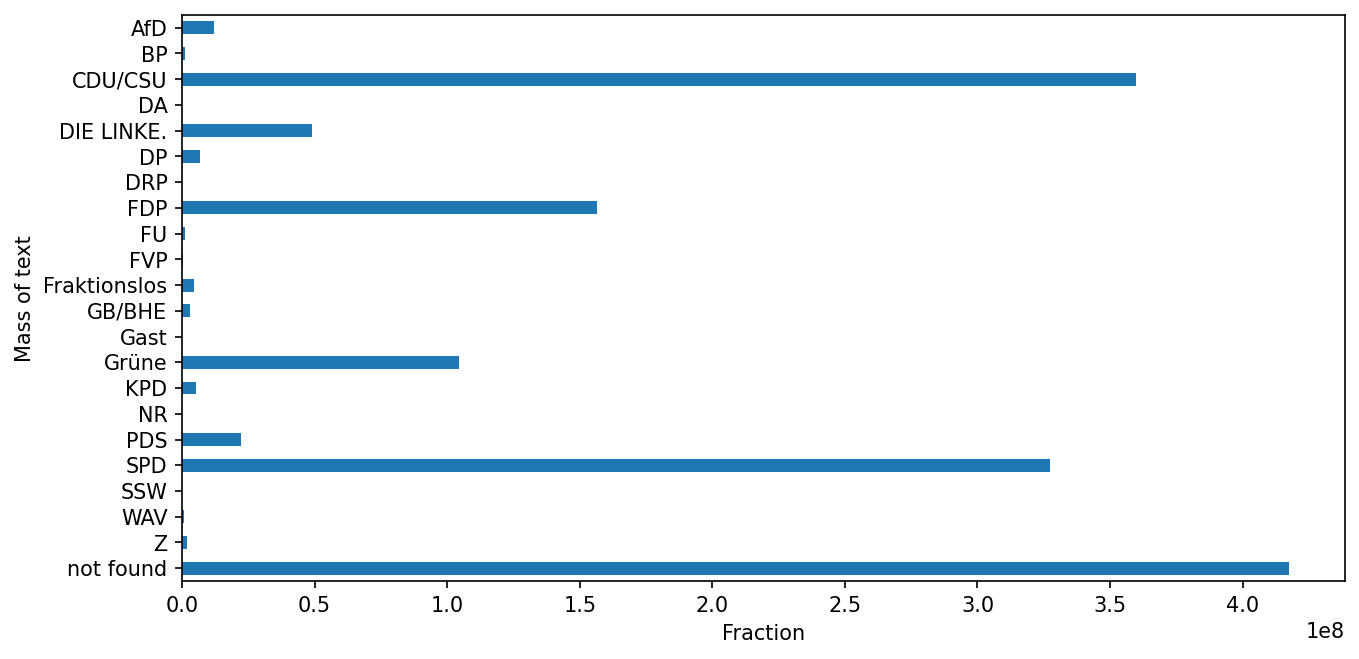 AfD
BP
CDU/CSU
DA
DIE LINKE.
DP
DRP
FDP
FU
FVP
Fraktionslos
GB/BHE
Gast
Grüne
KPD
NR
PDS
SPD
SSW
WAV
Z
not found
Mass of text
0.0 0.5 1.0 1.5 2.0 2.5 3.0 3.5 4.0
Fraction
1e8